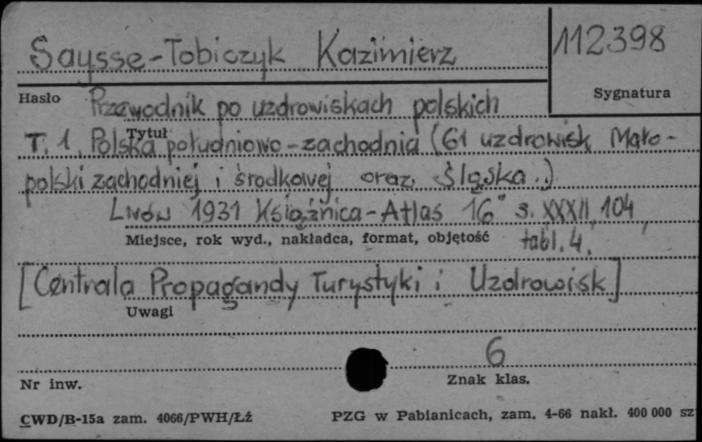 Saysse-Tobiczyk Kazimierz
112398
Hasło
Sygnatura
Przewodnik po uzdrowiskach polskich
Tytuł
T. 1. Polska południowo-zachodnia (61 uzdrowisk Mało-
polski zachodniej i środkowej oraz Śląska.)
Lwów 1931 Książnica-Atlas 16° s. XXXII, 104,
Miejsce, rok wyd., nakładca, format, objętość
tabl. 4.
[Centrala Propagandy Turystyki i Uzdrowisk]
Uwagi
6
Nr inw.
Znak klas.
CWD/B-15a zam. 4066/PWH/Łź
PZG w Pabianicach, zam. 4-66 nakł. 400 000 sz